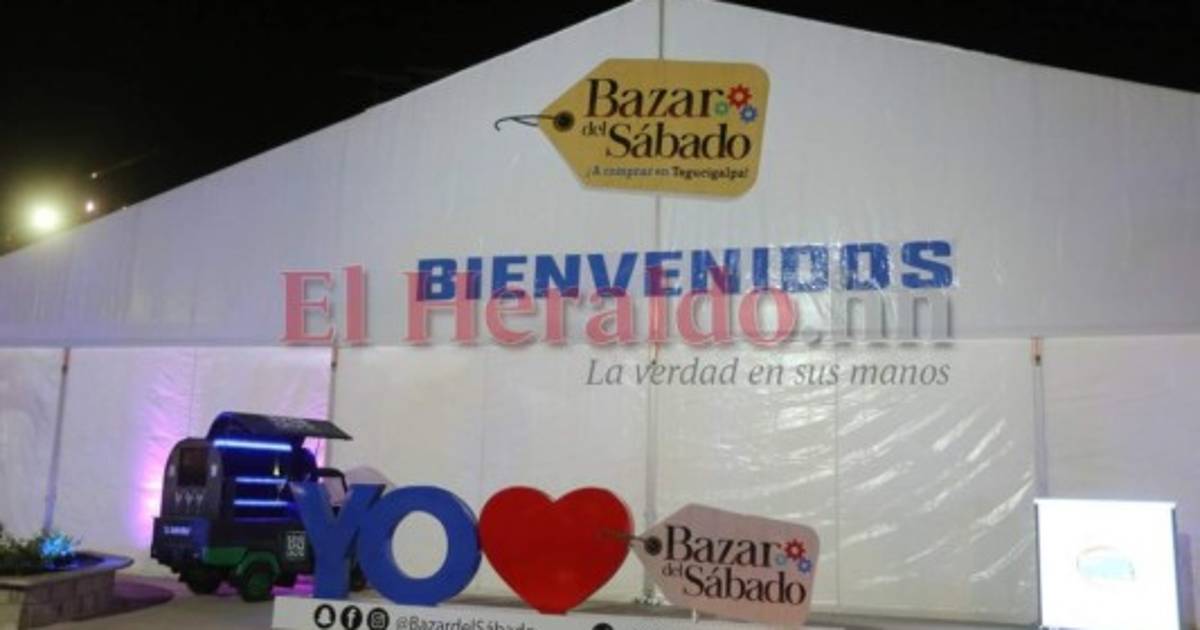 Bazar
del Sábado
¡A comprar en Tegucigalpa!
BIENVENIDOS
El Heraldo.hn
La verdad en sus manos
YO
Bazar
del Sábado
@BazardelSábado